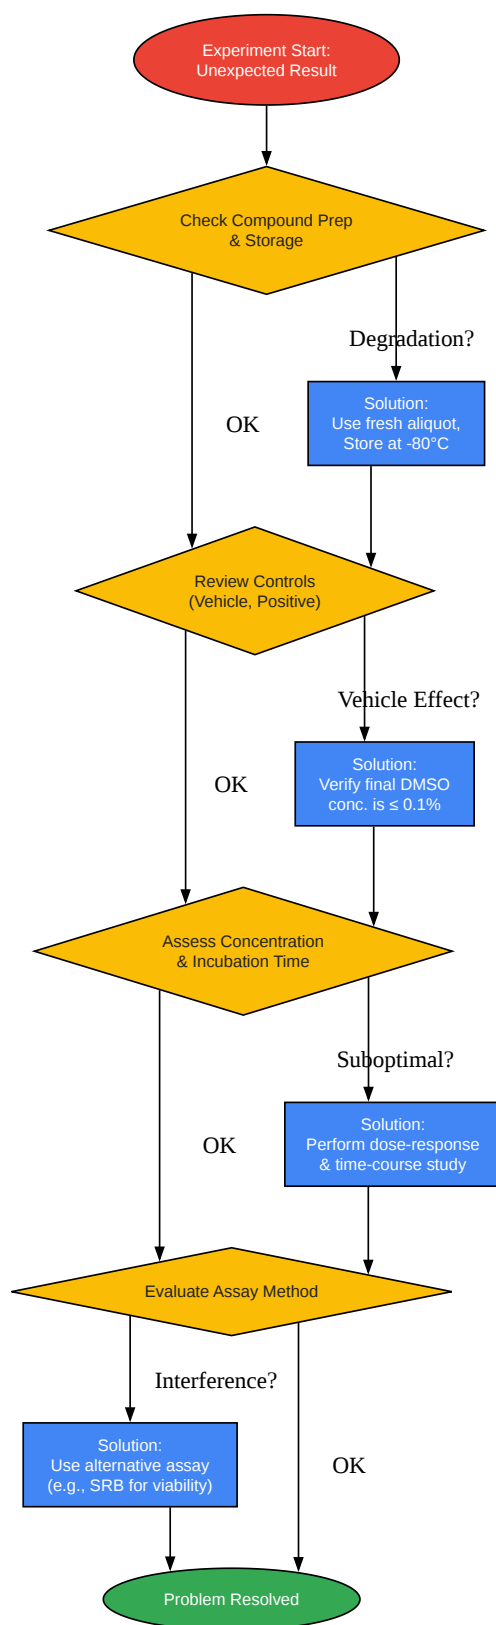 Experiment Start:
Unexpected Result
Check Compound Prep
& Storage
Degradation?
Solution:
Use fresh aliquot,
Store at -80°C
OK
Review Controls
(Vehicle, Positive)
Vehicle Effect?
Solution:
Verify final DMSO
conc. is ≤ 0.1%
OK
Assess Concentration
& Incubation Time
Suboptimal?
Solution:
Perform dose-response
& time-course study
OK
Evaluate Assay Method
Interference?
Solution:
Use alternative assay
(e.g., SRB for viability)
OK
Problem Resolved